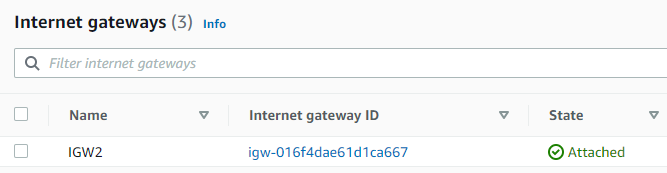 Internet gateways (3) Info
Filter internet gateways
Name Internet gateway ID State
IGW2 igw-016f4dae61d1ca667 Attached